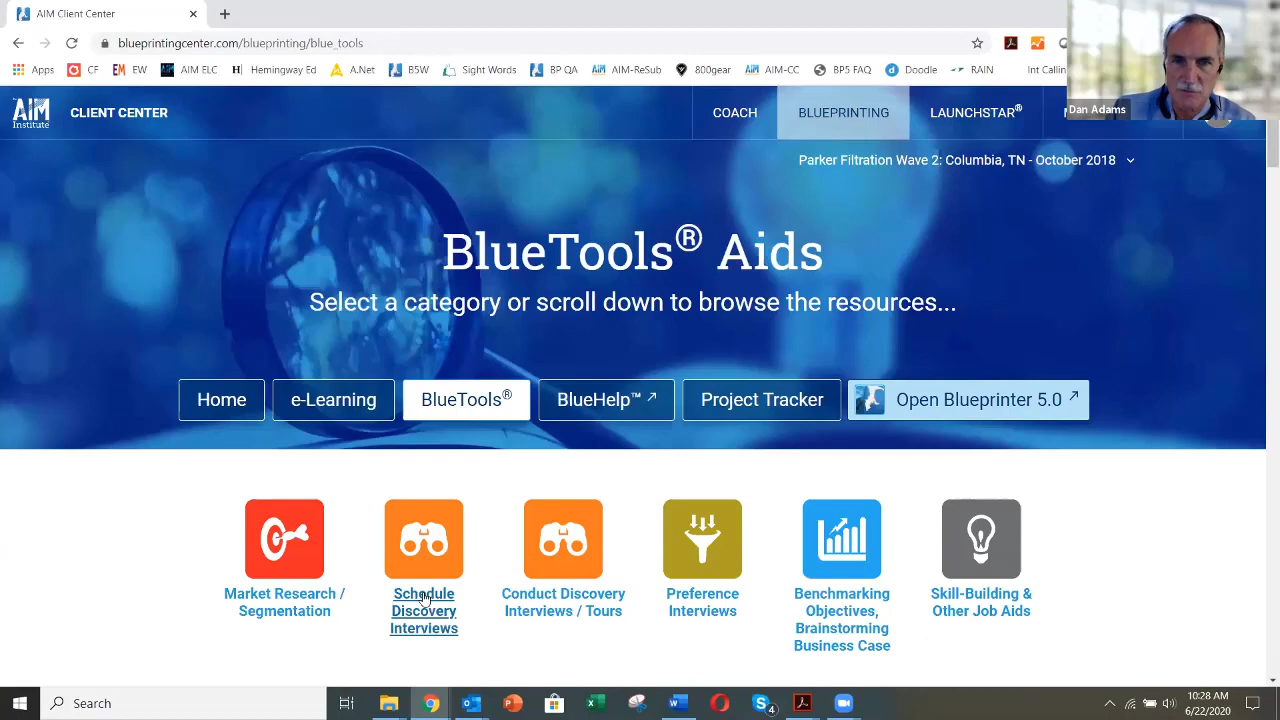 AIM Client Center
blueprintingcenter.com/blueprinting/blue_tools
Apps CF EW AIM ELC Hemingway Ed A.Net B5W Sight Words BP QA AIM-ReSub 800gear AIM-CC BP5 FAQ Doodle RAIN Int Callin
Dan Adams
AIM Institute
CLIENT CENTER
COACH
BLUEPRINTING
LAUNCHSTAR®
Parker Filtration Wave 2: Columbia, TN - October 2018
BlueTools® Aids
Select a category or scroll down to browse the resources...
Home
e-Learning
BlueTools®
BlueHelp™
Project Tracker
Open Blueprinter 5.0
Market Research /
Segmentation
Schedule
Discovery
Interviews
Conduct Discovery
Interviews / Tours
Preference
Interviews
Benchmarking
Objectives,
Brainstorming
Business Case
Skill-Building &
Other Job Aids
Search
4
10:28 AM
6/22/2020